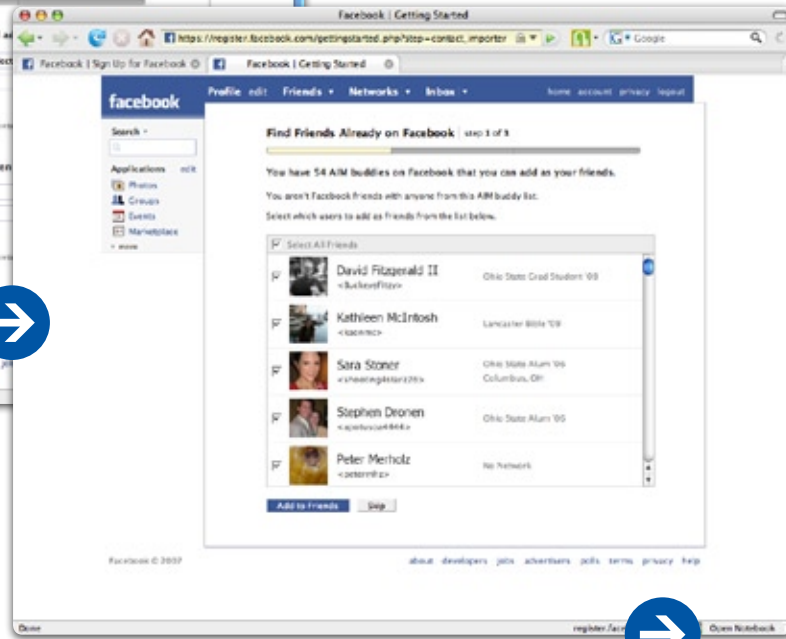 Facebook | Getting Started
https://register.facebook.com/gettingstarted.php?step=contact_importer
Google
Facebook | Sign Up for Facebook
Facebook | Getting Started
facebook
Profile edit Friends Networks Inbox
home account privacy logout
Search
Applications edit
Photos
Groups
Events
Marketplace
more
Find Friends Already on Facebook | step 1 of 3
You have 54 AIM buddies on Facebook that you can add as your friends.
You aren't Facebook friends with anyone from this AIM buddy list.
Select which users to add as friends from the list below.
Select All Friends
David Fitzgerald II
Ohio State Grad Student '08
Kathleen McIntosh
Lancaster Bible '09
Sara Stoner
Ohio State Alum '06
Columbus, OH
Stephen Dronen
Ohio State Alum '06
Peter Merholz
<petermhz>
No Network
Add to Friends
Skip
Facebook © 2007
about developers jobs advertisers polls terms privacy help
Done
Open Notebook